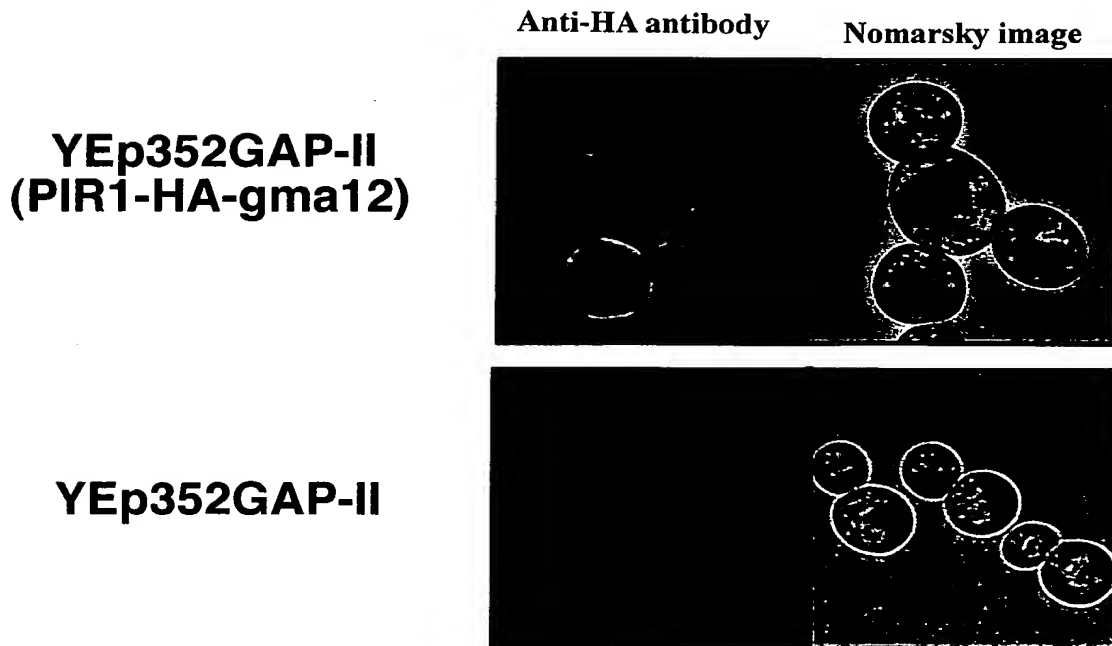 Anti-HA antibody
Nomarsky image
YEp352GAP-II
(PIR1-HA-gma12)
YEp352GAP-II